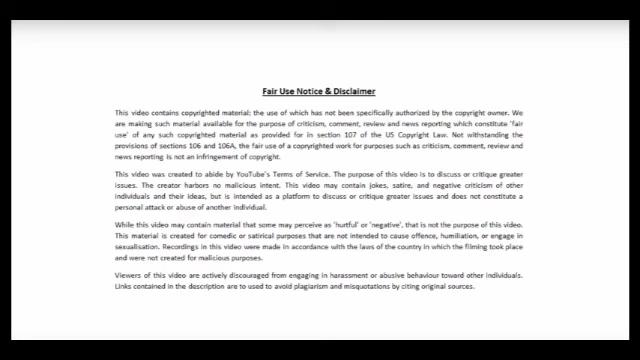 Fair Use Notice & Disclaimer
This video contains copyrighted material; the use of which has not been specifically authorized by the copyright owner. We
are making such material available for the purpose of criticism, comment, review and news reporting which constitute 'fair
use' of any such copyrighted material as provided for in section 107 of the US Copyright Law. Not withstanding the
provisions of sections 106 and 106A, the fair use of a copyrighted work for purposes such as criticism, comment, review and
news reporting is not an infringement of copyright.
This video was created to abide by YouTube's Terms of Service. The purpose of this video is to discuss or critique greater
issues. The creator harbors no malicious intent. This video may contain jokes, satire, and negative criticism of other
individuals and their ideas, but is intended as a platform to discuss or critique greater issues and does not constitute a
personal attack or abuse of another individual.
While this video may contain material that some may perceive as 'hurtful' or 'negative', that is not the purpose of this video.
This material is created for comedic or satirical purposes that are not intended to cause offence, humiliation, or engage in
sexualisation. Recordings in this video were made in accordance with the laws of the country in which the filming took place
and were not created for malicious purposes.
Viewers of this video are actively discouraged from engaging in harassment or abusive behaviour toward other individuals.
Links contained in the description are to used to avoid plagiarism and misquotations by citing original sources.